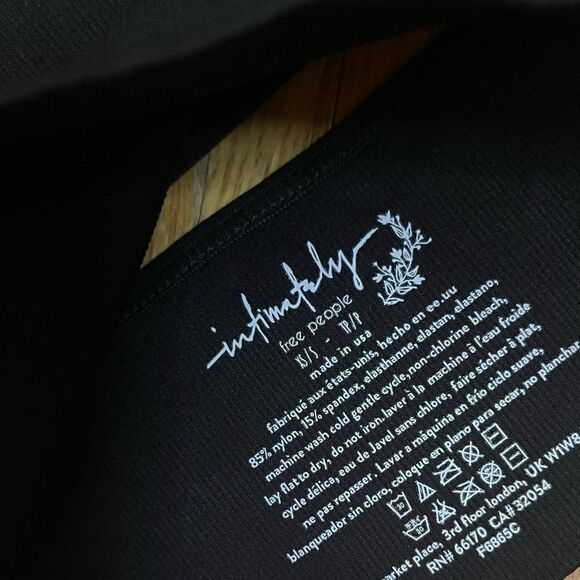 intimately
free people
XS/S - TP/P
made in usa
fabriqué aux états-unis, hecho en ee.uu
85% nylon, 15% spandex, elasthanne, elastan, elastano,
machine wash cold gentle cycle, non-chlorine bleach,
lay flat to dry, do not iron. laver à la machine à l'eau froide
cycle délica, eau de Javel sans chlore, faire sécher à plat,
ne pas repasser. Lavar a máquina en frío ciclo suave,
blanqueador sin cloro, coloque en plano para secar, no planchar
market place, 3rd floor london, UK W1W8
RN# 66170 CA# 32054
F6865C